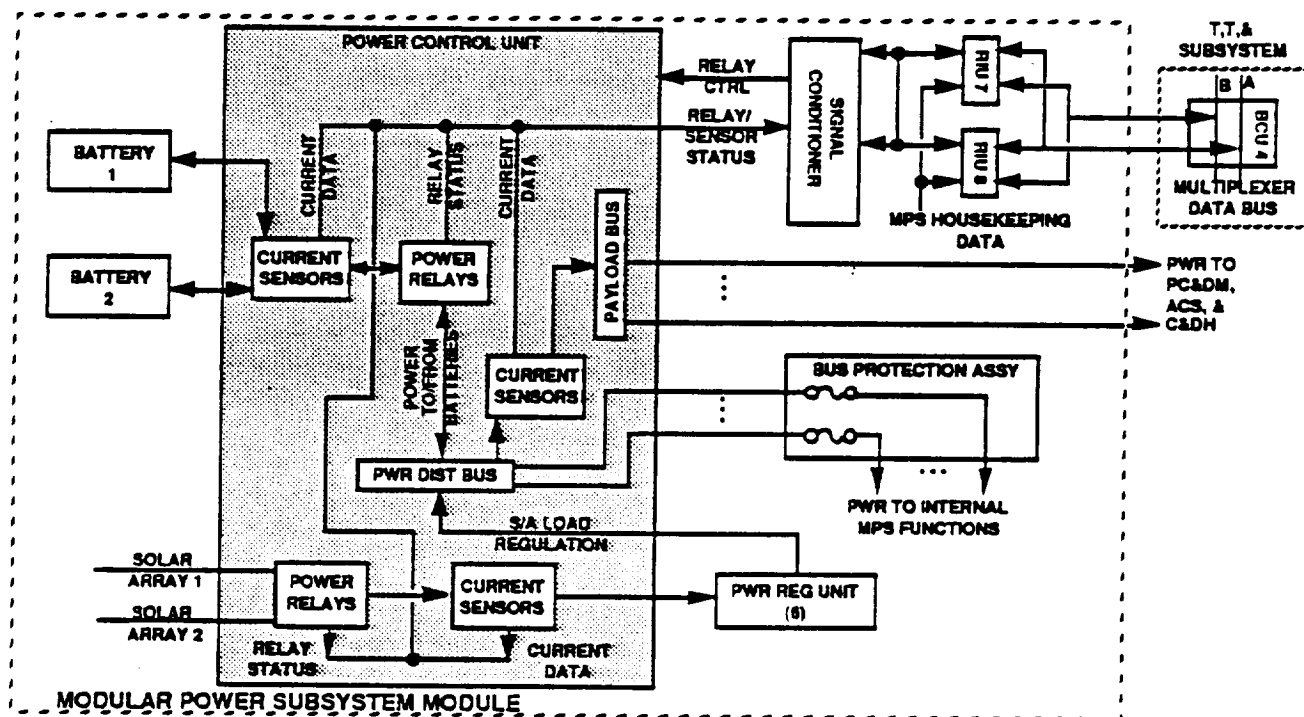 POWER CONTROL UNIT
T,T,&
SUBSYSTEM
RELAY
CTRL
RELAY/
SENSOR
STATUS
SIGNAL
CONDITIONER
RIU 7
RIU 8
B
A
BCU 4
MULTIPLEXER
DATA BUS
MPS HOUSEKEEPING
DATA
BATTERY
1
BATTERY
2
CURRENT
DATA
RELAY
STATUS
CURRENT
DATA
CURRENT
SENSORS
POWER
RELAYS
PAYLOAD BUS
PWR TO
PC&DM,
ACS, &
C&DH
POWER
TO/FROM
BATTERIES
CURRENT
SENSORS
BUS PROTECTION ASSY
PWR DIST BUS
PWR TO INTERNAL
MPS FUNCTIONS
S/A LOAD
REGULATION
SOLAR
ARRAY 1
SOLAR
ARRAY 2
POWER
RELAYS
CURRENT
SENSORS
PWR REG UNIT
(6)
RELAY
STATUS
CURRENT
DATA
MODULAR POWER SUBSYSTEM MODULE